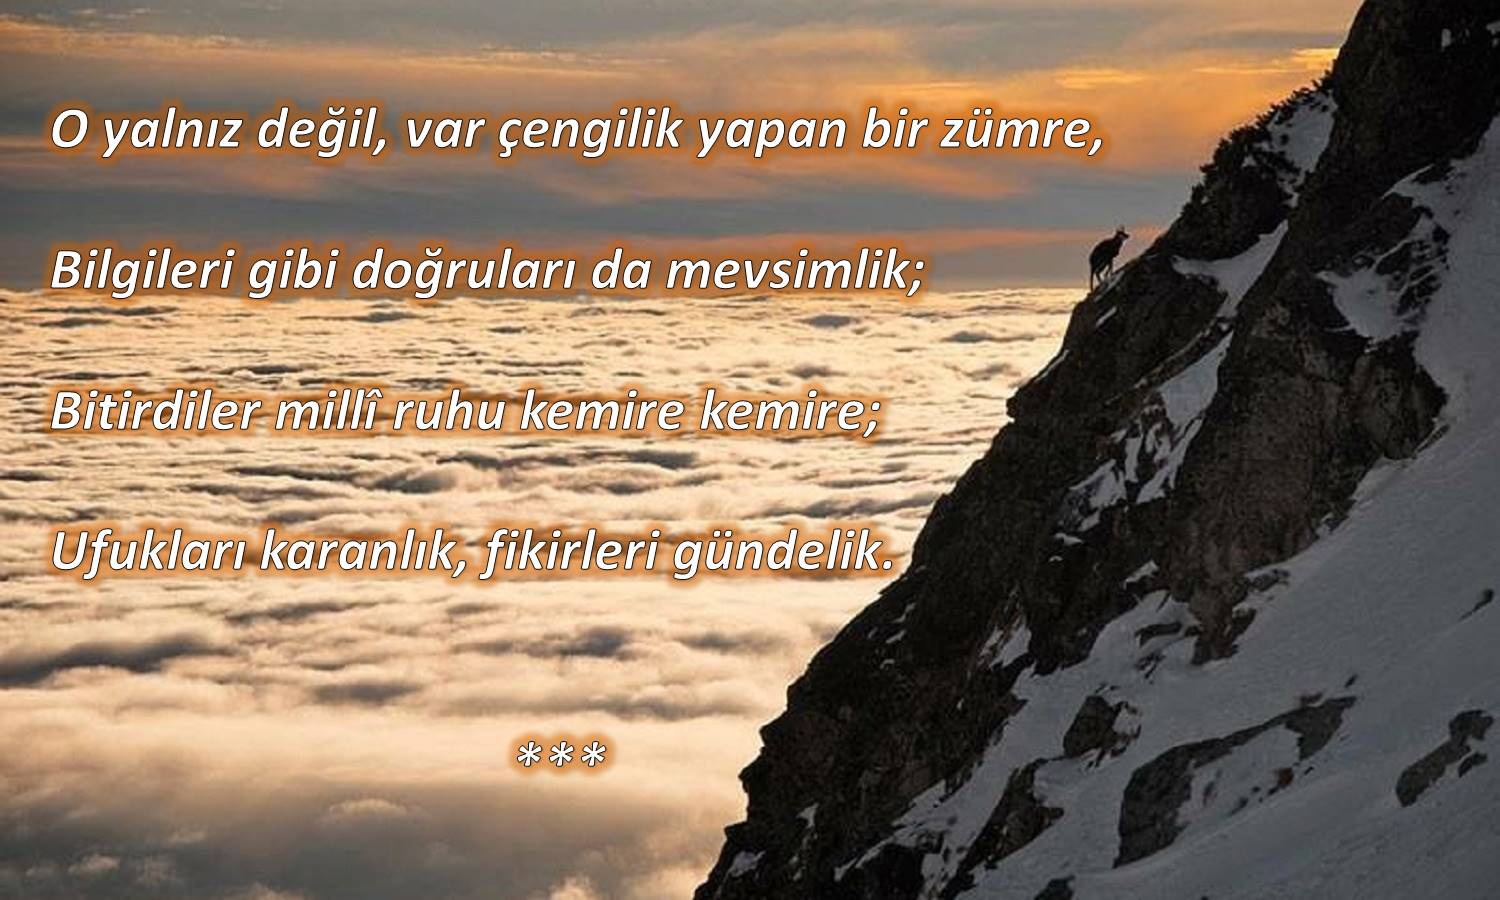 O yalnız değil, var çengilik yapan bir zümre,
Bilgileri gibi doğruları da mevsimlik;
Bitirdiler millî ruhu kemire kemire;
Ufukları karanlık, fikirleri gündelik.
***